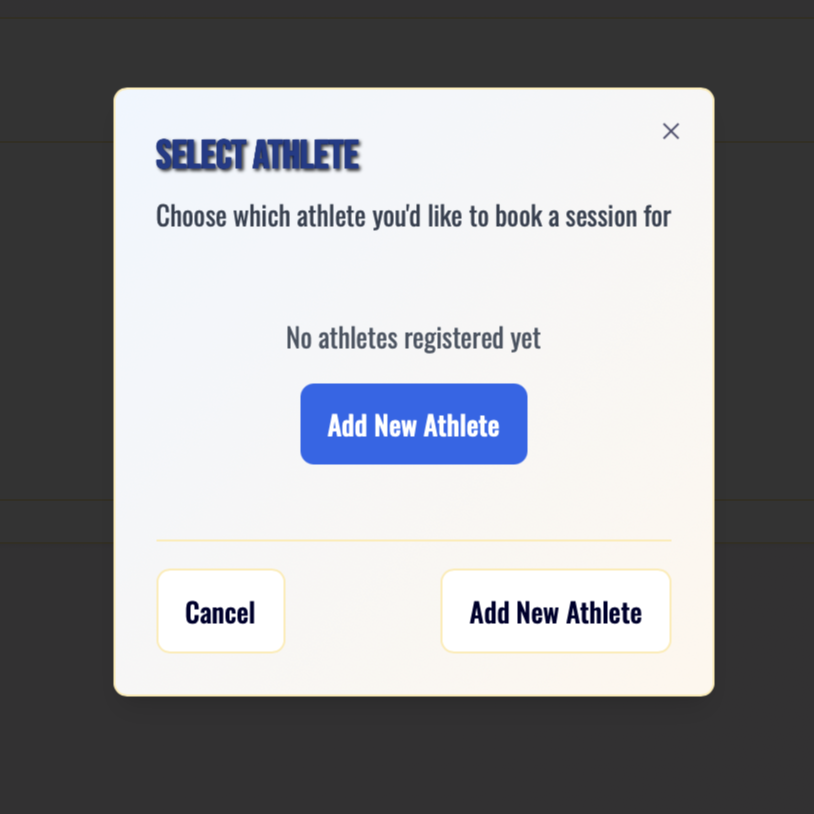 SELECT ATHLETE
Choose which athlete you'd like to book a session for
No athletes registered yet
Add New Athlete
Cancel
Add New Athlete